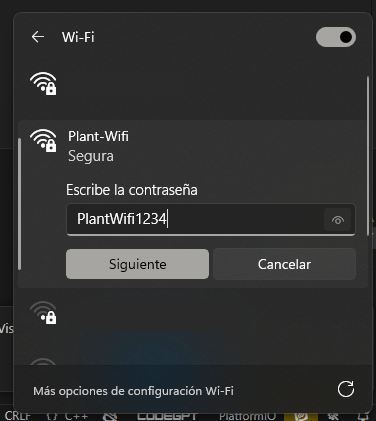 Wi-Fi
Plant-Wifi
Segura
Escribe la contraseña
PlantWifi1234
Siguiente
Cancelar
Vis
Más opciones de configuración Wi-Fi
CRLF
{} C++
CODEGPT
PlatformIO